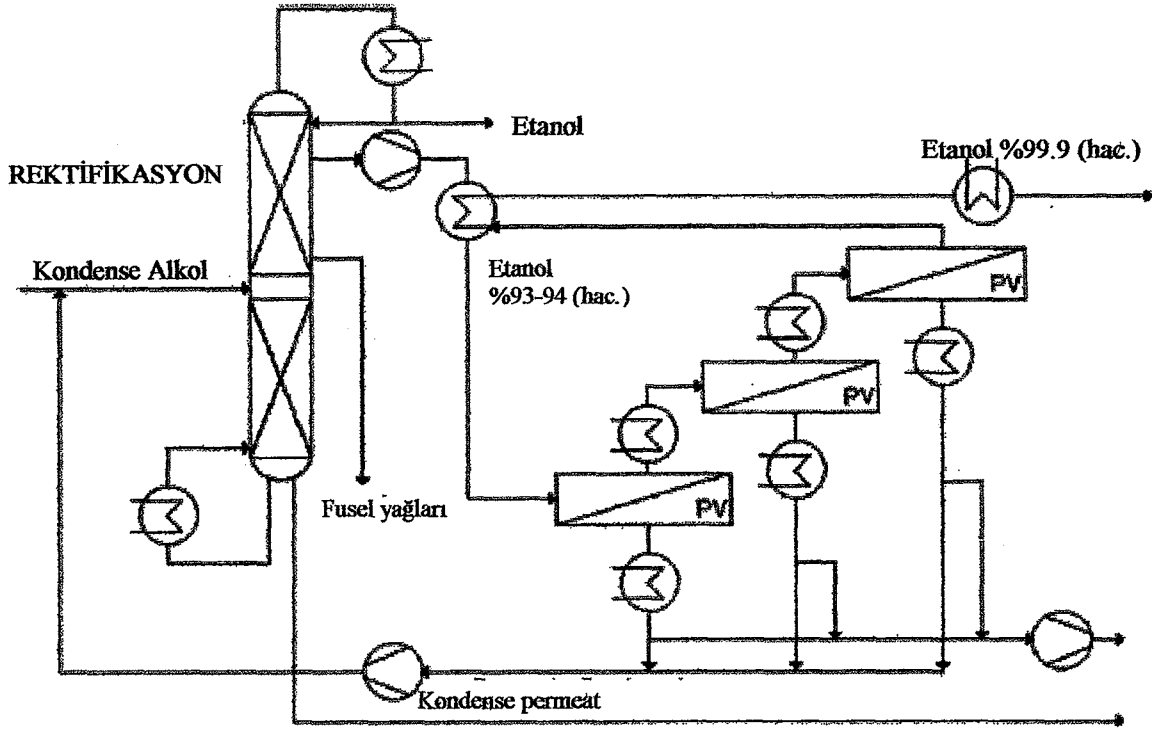 Etanol
REKTİFİKASYON
Etanol %99.9 (hac.)
Kondense Alkol
Etanol
%93-94 (hac.)
PV
PV
Fusel yağları
PV
Kondense permeat